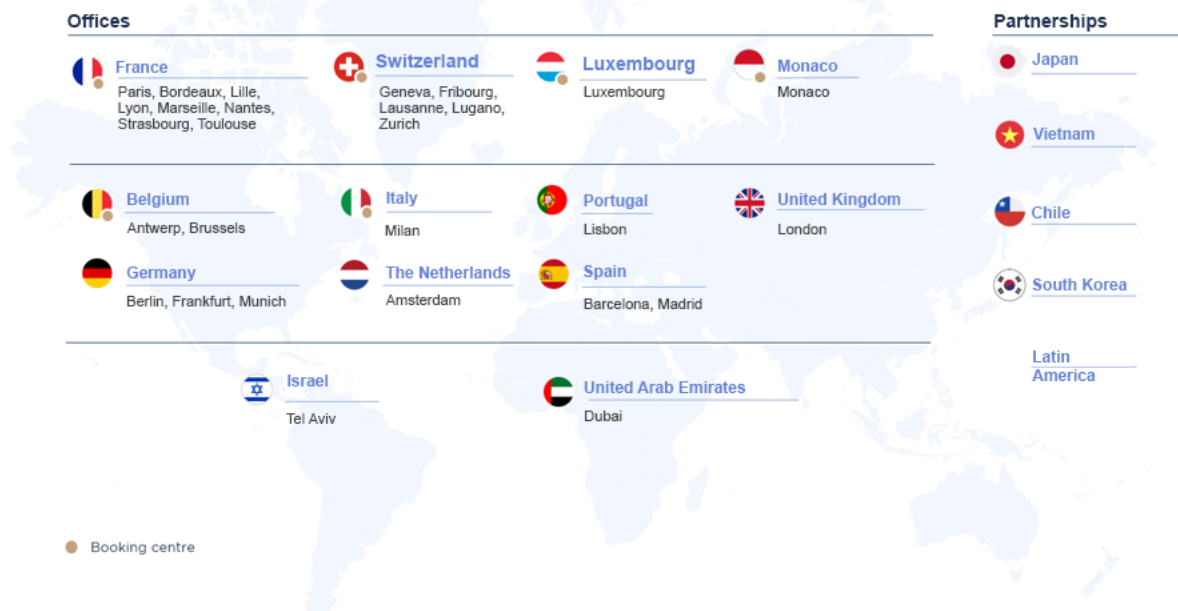 Offices
Partnerships
France
Paris, Bordeaux, Lille,
Lyon, Marseille, Nantes,
Strasbourg, Toulouse
Switzerland
Geneva, Fribourg,
Lausanne, Lugano,
Zurich
Luxembourg
Luxembourg
Monaco
Monaco
Belgium
Antwerp, Brussels
Italy
Milan
Portugal
Lisbon
United Kingdom
London
Germany
Berlin, Frankfurt, Munich
The Netherlands
Amsterdam
Spain
Barcelona, Madrid
Israel
Tel Aviv
United Arab Emirates
Dubai
Japan
Vietnam
Chile
South Korea
Latin
America
Booking centre